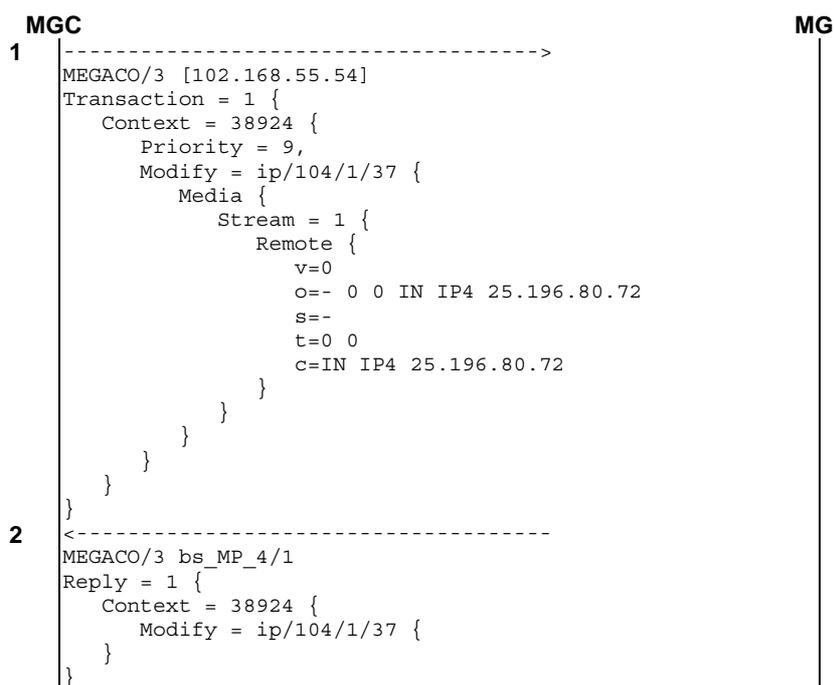 MGC MG
1 ------------------------------------->
MEGACO/3 [102.168.55.54]
Transaction = 1 {
Context = 38924 {
Priority = 9,
Modify = ip/104/1/37 {
Media {
Stream = 1 {
Remote {
v=0
o=- 0 0 IN IP4 25.196.80.72
s=-
t=0 0
c=IN IP4 25.196.80.72
}
}
}
}
}
}
2 <-------------------------------------
MEGACO/3 bs_MP_4/1
Reply = 1 {
Context = 38924 {
Modify = ip/104/1/37 {
}
}